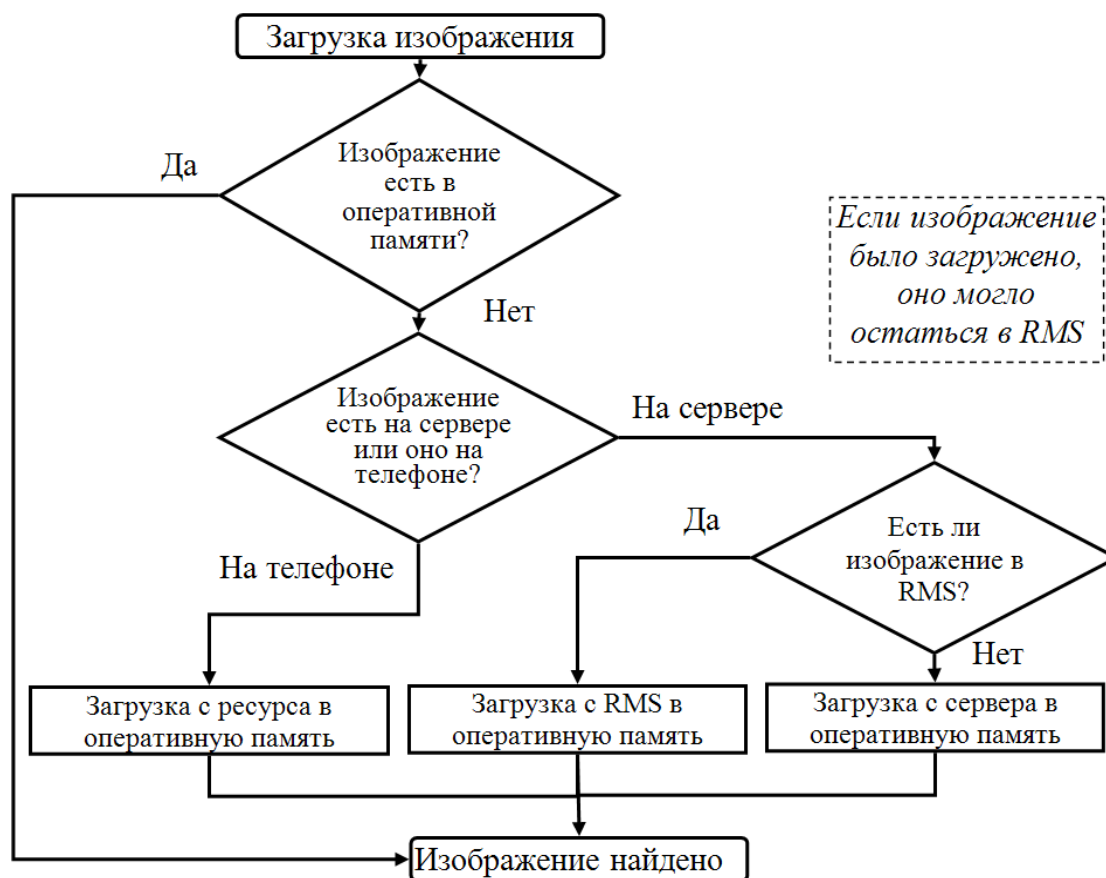 Загрузка изображения
Да
Изображение
есть в
оперативной
памяти?
Если изображение
было загружено,
оно могло
остаться в RMS
Нет
Изображение
есть на сервере
или оно на
телефоне?
На сервере
На телефоне
Да
Есть ли
изображение в
RMS?
Нет
Загрузка с ресурса в
оперативную память
Загрузка с RMS в
оперативную память
Загрузка с сервера в
оперативную память
Изображение найдено